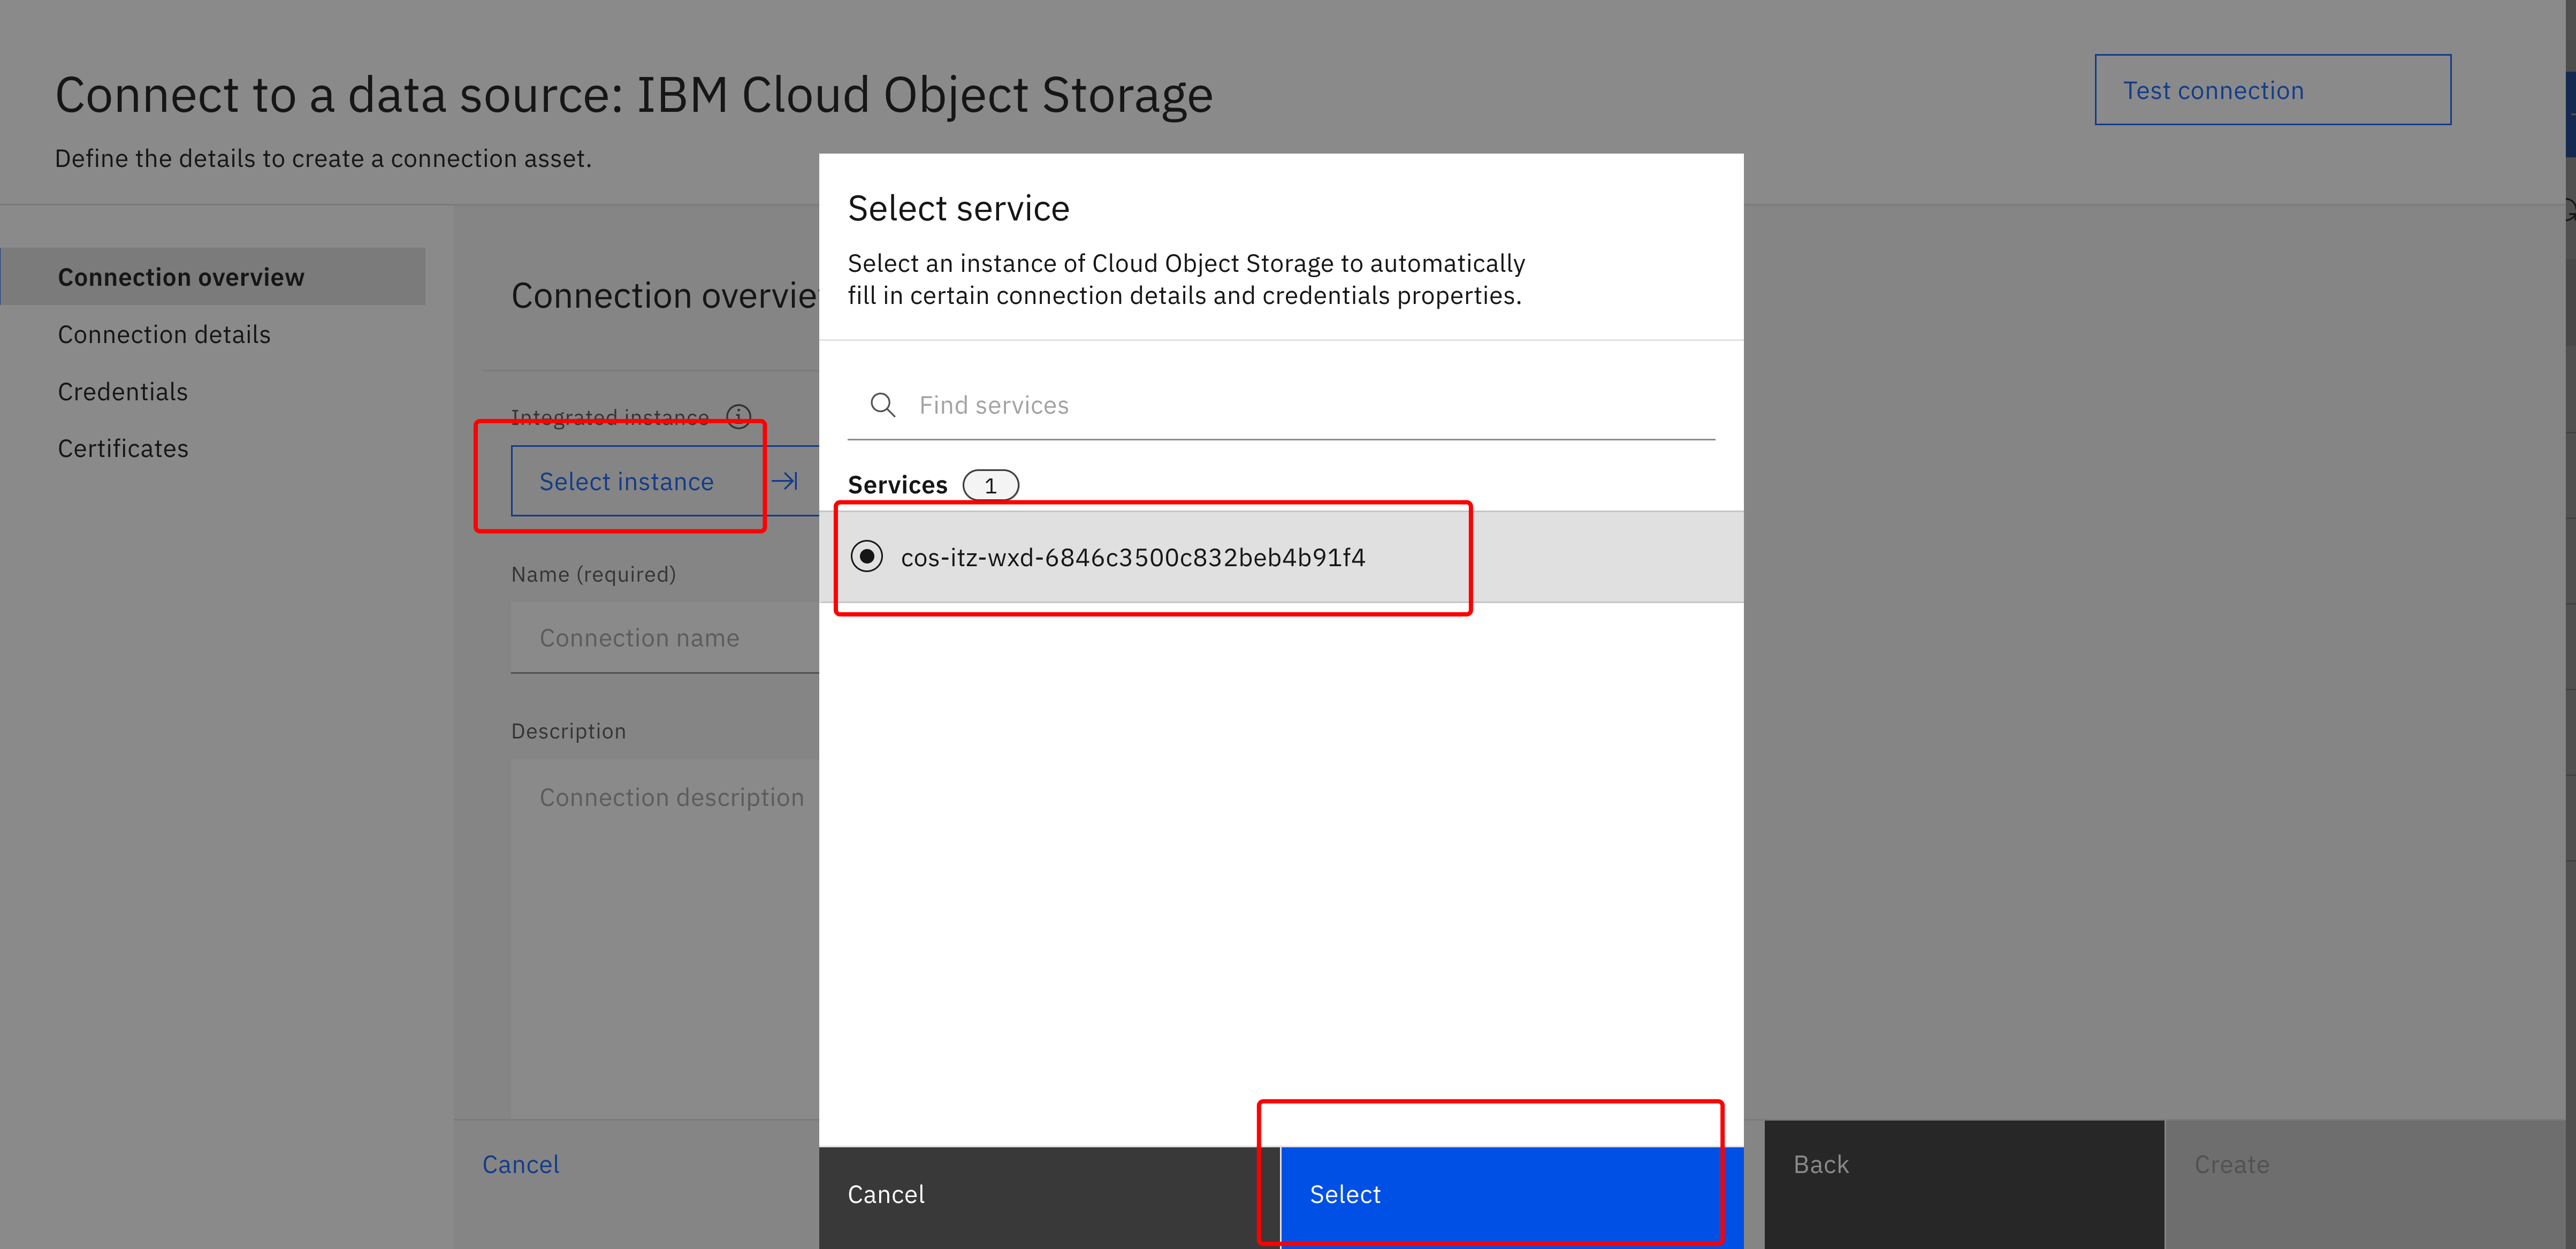 Connect to a data source: IBM Cloud Object Storage
Define the details to create a connection asset.
Test connection
Connection overview
Connection details
Credentials
Certificates
Integrated instance
Select instance
Name (required)
Connection name
Description
Connection description
Cancel
Select service
Select an instance of Cloud Object Storage to automatically
fill in certain connection details and credentials properties.
Find services
Services 1
cos-itz-wxd-6846c3500c832beb4b91f4
Cancel
Select
Back
Create